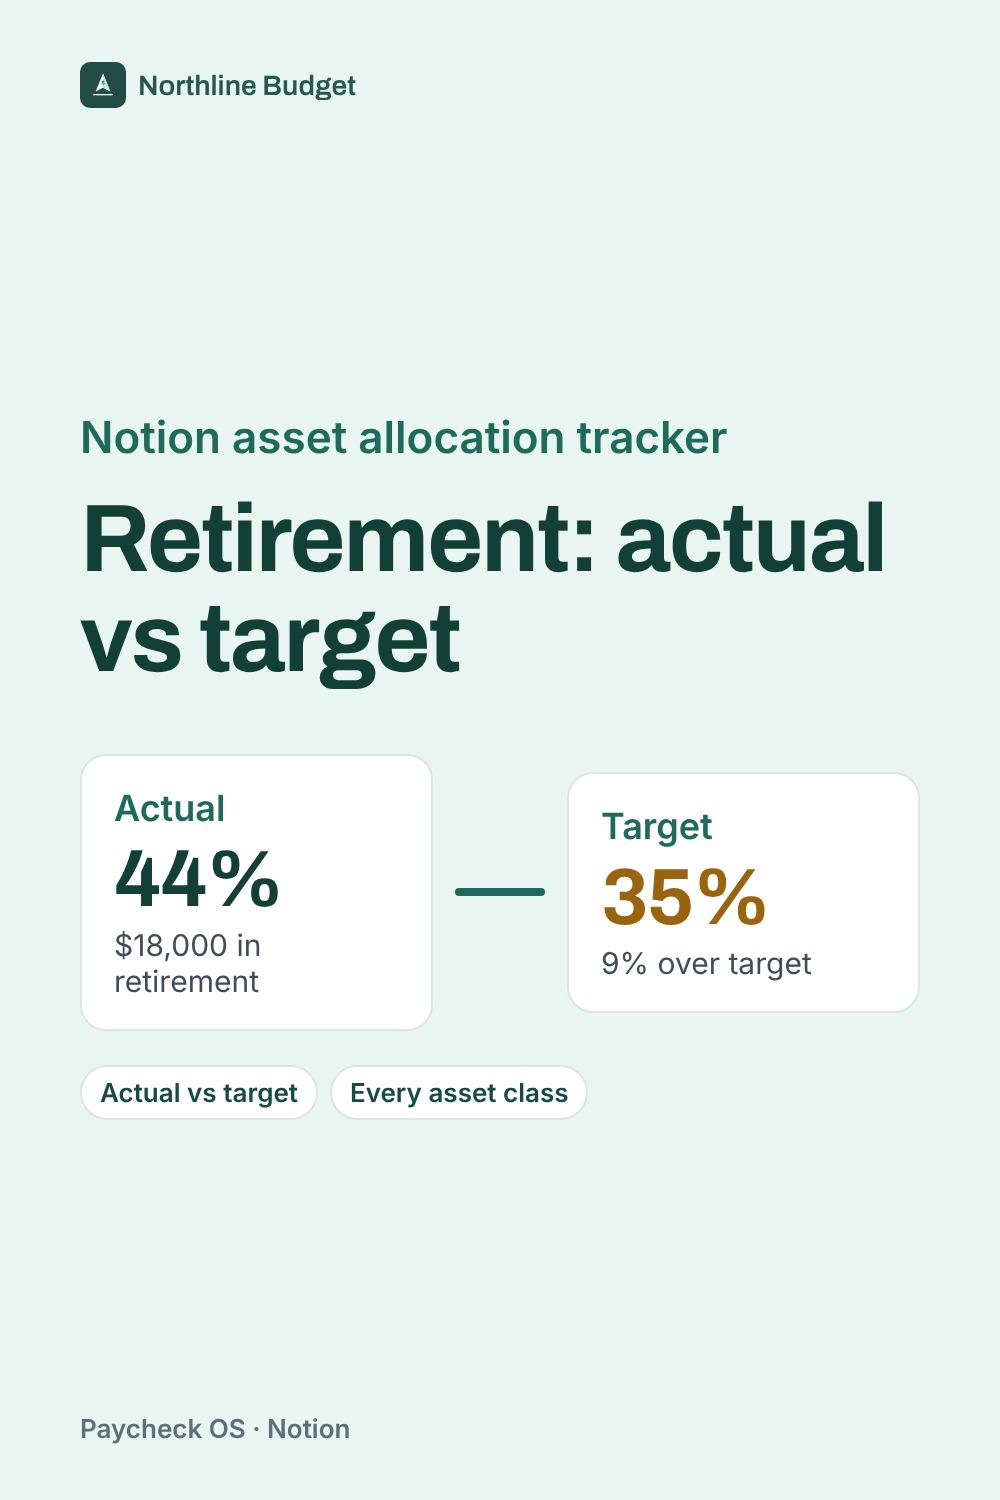 Northline Budget
Notion asset allocation tracker
Retirement: actual
vs target
Actual
44%
$18,000 in
retirement
Target
35%
9% over target
Actual vs target
Every asset class
Paycheck OS · Notion